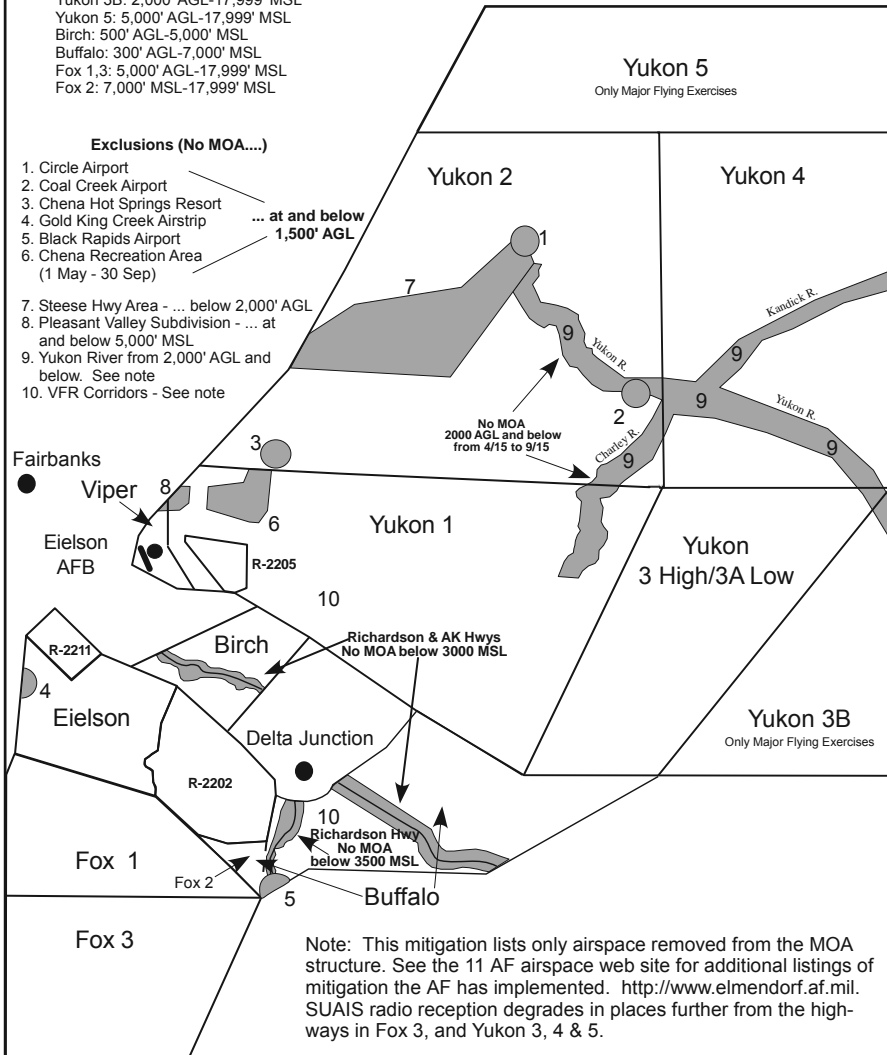 Yukon 3B: 2,000' AGL-17,999' MSL
Yukon 5: 5,000' AGL-17,999' MSL
Birch: 500' AGL-5,000' MSL
Buffalo: 300' AGL-7,000' MSL
Fox 1,3: 5,000' AGL-17,999' MSL
Fox 2: 7,000' MSL-17,999' MSL
Exclusions (No MOA....)
1. Circle Airport
2. Coal Creek Airport
3. Chena Hot Springs Resort
4. Gold King Creek Airstrip
5. Black Rapids Airport
6. Chena Recreation Area
(1 May - 30 Sep)
... at and below
1,500' AGL
7. Steese Hwy Area - ... below 2,000' AGL
8. Pleasant Valley Subdivision - ... at
and below 5,000' MSL
9. Yukon River from 2,000' AGL and
below. See note
10. VFR Corridors - See note
Yukon 5
Only Major Flying Exercises
Yukon 2
Yukon 4
1
7
Kandick R.
9
Yukon R.
9
2
9
Yukon R.
No MOA
2000 AGL and below
from 4/15 to 9/15
Charley R.
9
9
3
Fairbanks
Viper
8
6
Yukon 1
Eielson
AFB
R-2205
Yukon
3 High/3A Low
10
Birch
Richardson & AK Hwys
No MOA below 3000 MSL
R-2211
4
Eielson
Yukon 3B
Only Major Flying Exercises
Delta Junction
R-2202
10
Richardson Hwy
No MOA
below 3500 MSL
Fox 1
Fox 2
5
Buffalo
Fox 3
Note: This mitigation lists only airspace removed from the MOA
structure. See the 11 AF airspace web site for additional listings of
mitigation the AF has implemented. http://www.elmendorf.af.mil.
SUAIS radio reception degrades in places further from the high-
ways in Fox 3, and Yukon 3, 4 & 5.